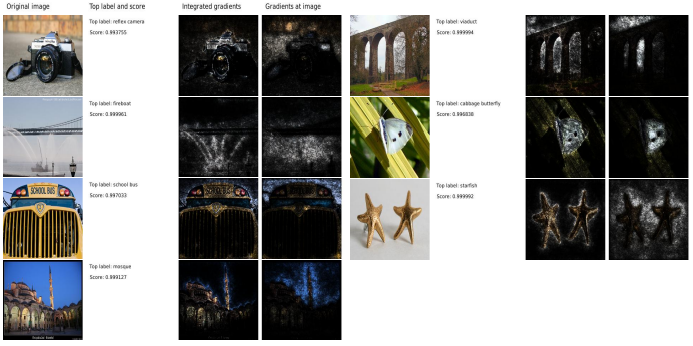 Original image Top label and score Integrated gradients Gradients at image
Top label: reflex camera
Score: 0.993755
Top label: viaduct
Score: 0.999994
Top label: fireboat
Score: 0.999961
Top label: cabbage butterfly
Score: 0.996838
SCHOOL BUS
Top label: school bus
Score: 0.997033
Top label: starfish
Score: 0.999992
Top label: mosque
Score: 0.999127